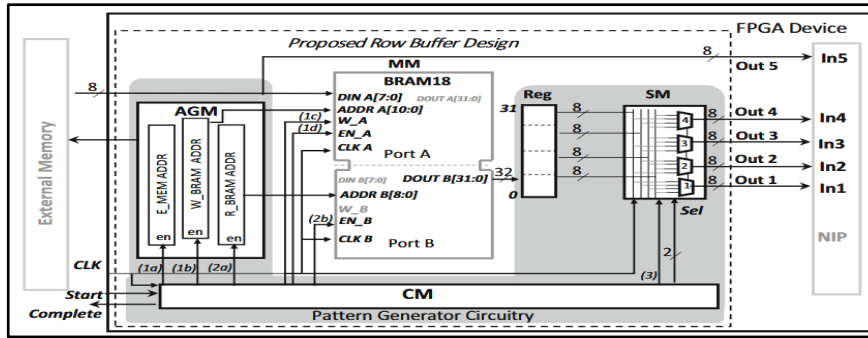 FPGA Device
Proposed Row Buffer Design
MM
8
Out 5
In5
BRAM18
8
DIN A[7:0]
DOUT A[31:0]
AGM
ADDR A[10:0]
(1c)
W_A
(1d)
EN_A
CLK A
Port A
Reg
31
0
8
8
8
8
SM
4
3
2
1
8
Out 4
In4
8
Out 3
In3
8
Out 2
In2
8
Out 1
In1
External Memory
E_MEM ADDR
W_BRAM ADDR
R_BRAM ADDR
en
en
en
DIN B[7:0]
DOUT B[31:0]
32
ADDR B[8:0]
W_B
(2b)
EN_B
CLK B
Port B
Sel
NIP
2
CLK
(1a)
(1b)
(2a)
(3)
Start
CM
Complete
Pattern Generator Circuitry